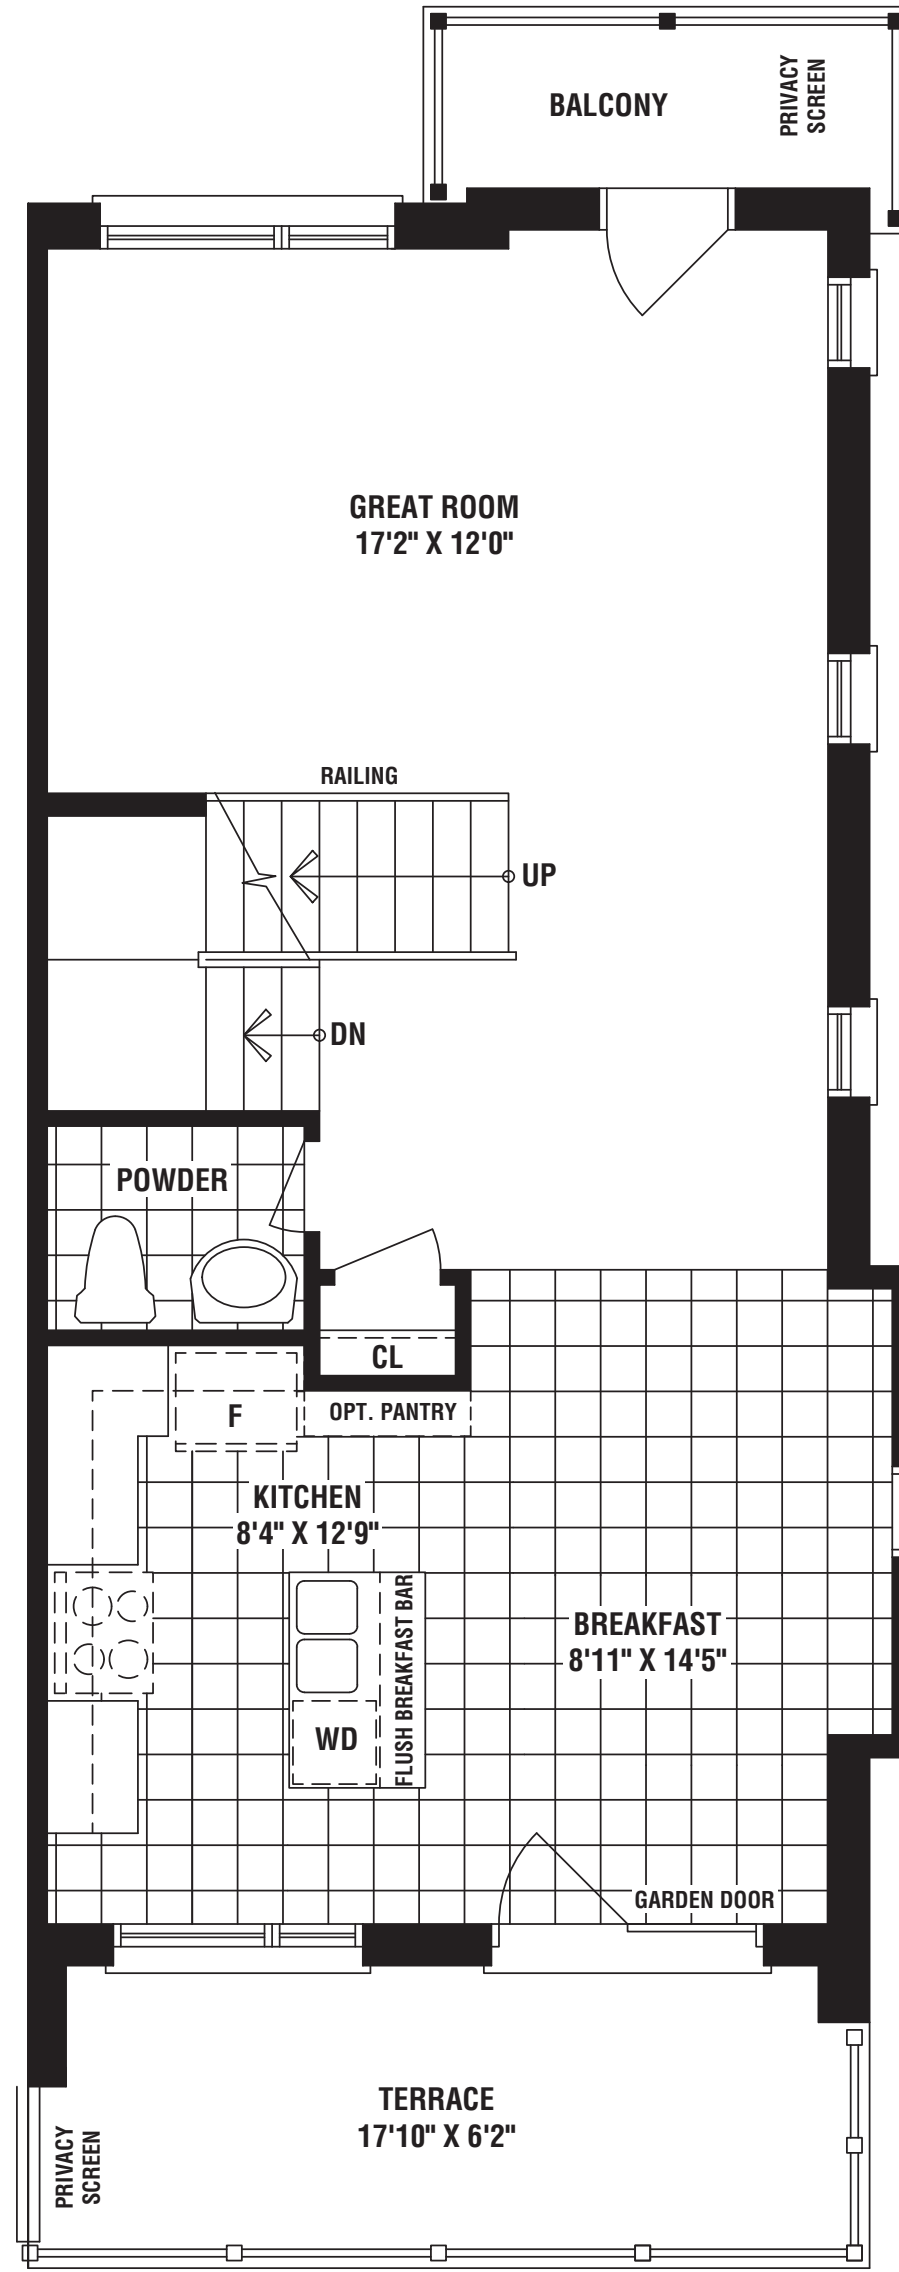 BALCONY
PRIVACY
SCREEN
GREAT ROOM
17'2" X 12'0"
RAILING
UP
DN
POWDER
CL
F
OPT. PANTRY
KITCHEN
8'4" X 12'9"
FLUSH BREAKFAST BAR
BREAKFAST
8'11" X 14'5"
WD
GARDEN DOOR
TERRACE
17'10" X 6'2"
PRIVACY
SCREEN